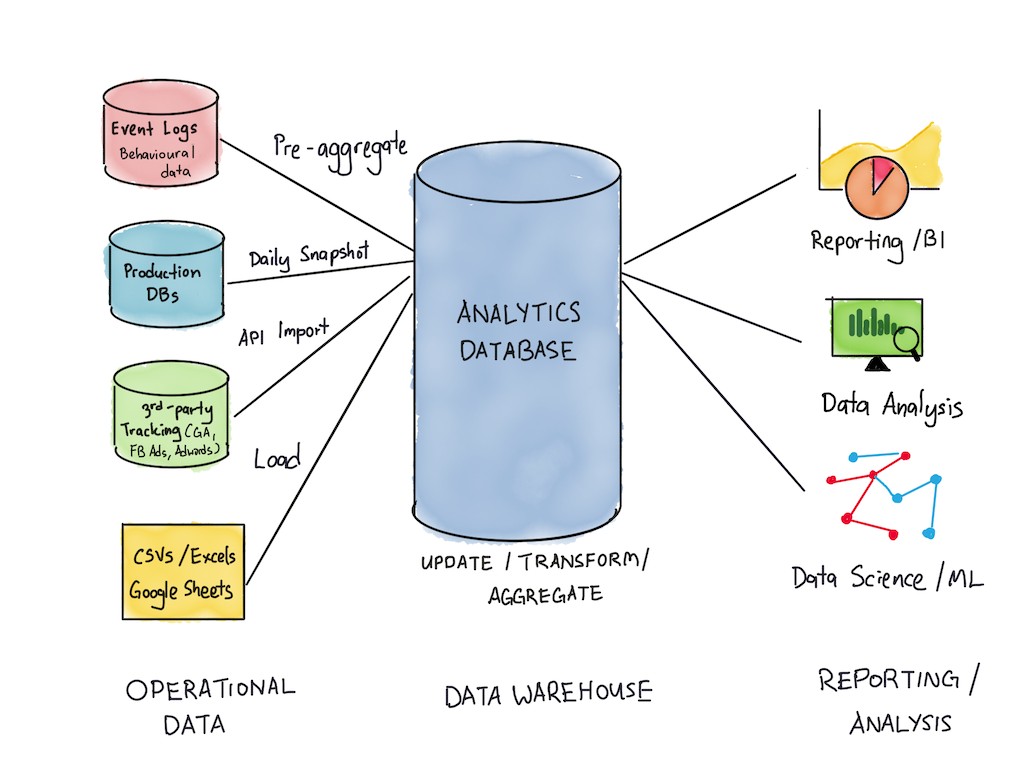 Event Logs
Behavioural
data
Pre-aggregate
Production
DBs
Daily Snapshot
3rd-party
Tracking (GA,
FB Ads, Adwords)
API Import
CSVs / Excels
Google Sheets
Load
OPERATIONAL
DATA
ANALYTICS
DATABASE
UPDATE / TRANSFORM /
AGGREGATE
DATA WAREHOUSE
Reporting / BI
Data Analysis
Data Science / ML
REPORTING /
ANALYSIS